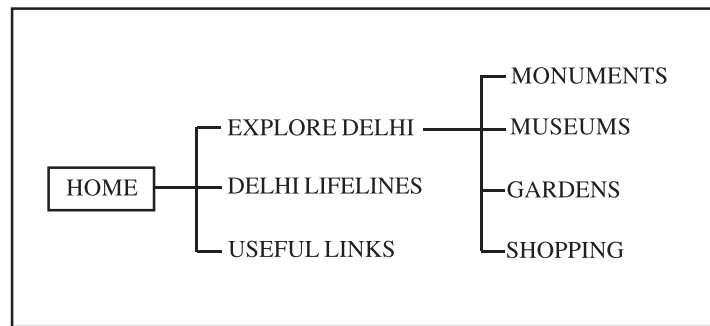 MONUMENTS
EXPLORE DELHI
MUSEUMS
HOME
DELHI LIFELINES
GARDENS
USEFUL LINKS
SHOPPING